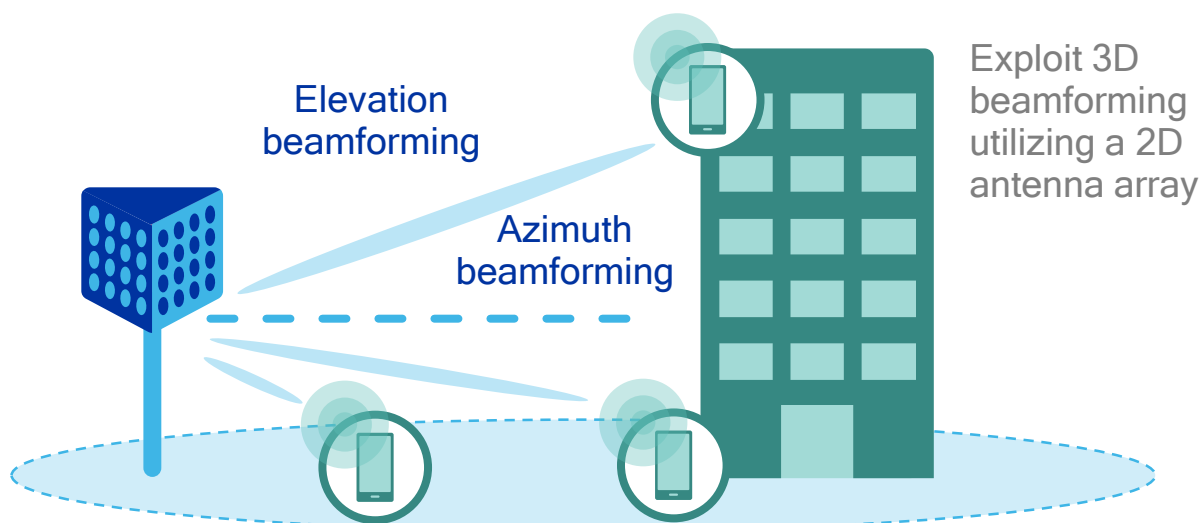 Elevation
beamforming
Azimuth
beamforming
Exploit 3D
beamforming
utilizing a 2D
antenna array